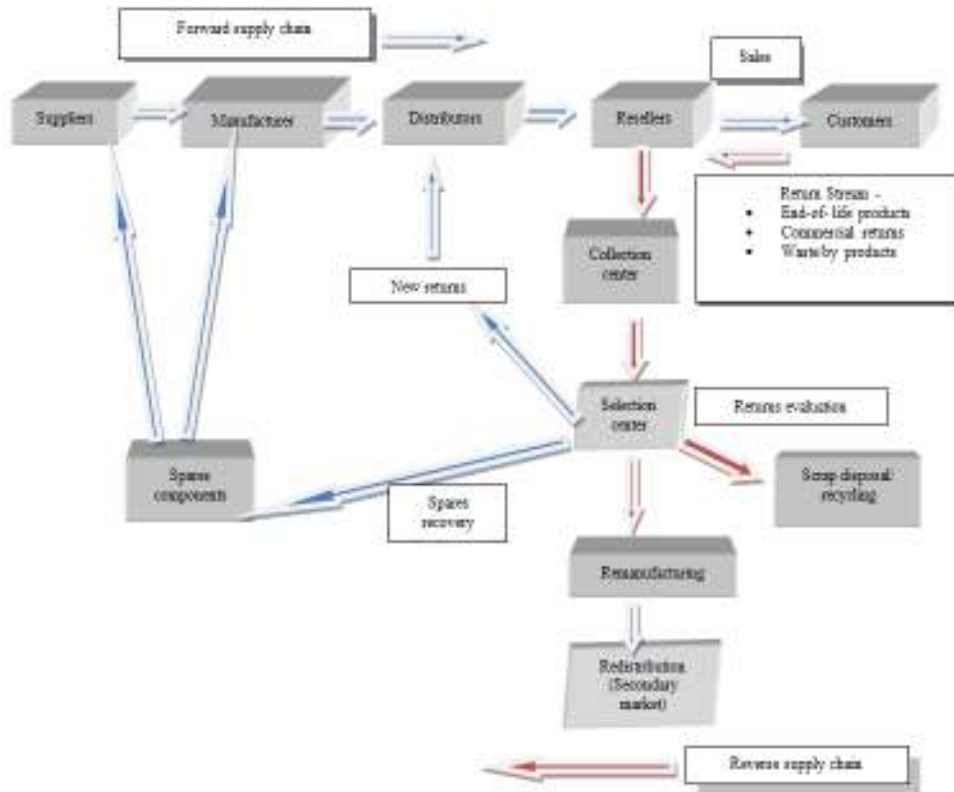 Forward supply chain
Sales
Suppliers
Manufacturer
Distributors
Resellers
Customers
Return Stream -
• End-of- life products
• Commercial returns
• Waste/by products
Collection
center
New returns
Selection
center
Returns evaluation
Spares
components
Spares
recovery
Scrap disposal/
recycling
Remanufacturing
Redistribution
(Secondary
market)
Reverse supply chain